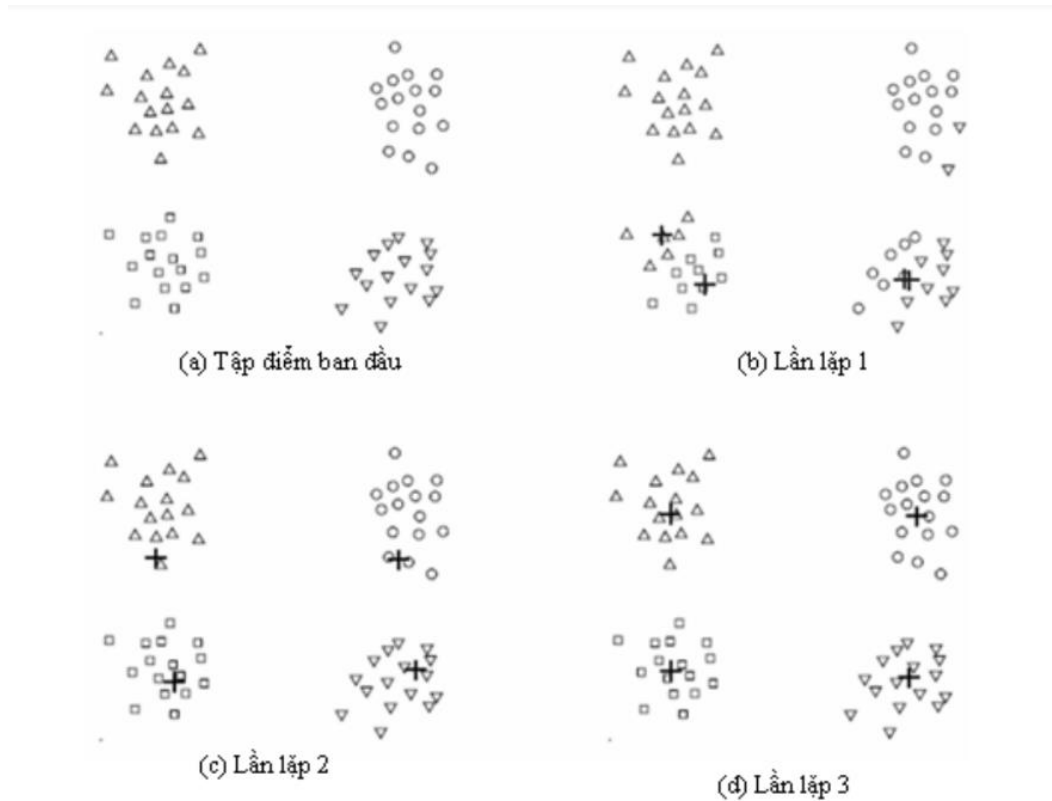 (a) Tập điểm ban đầu
(b) Lần lặp 1
(c) Lần lặp 2
(d) Lần lặp 3